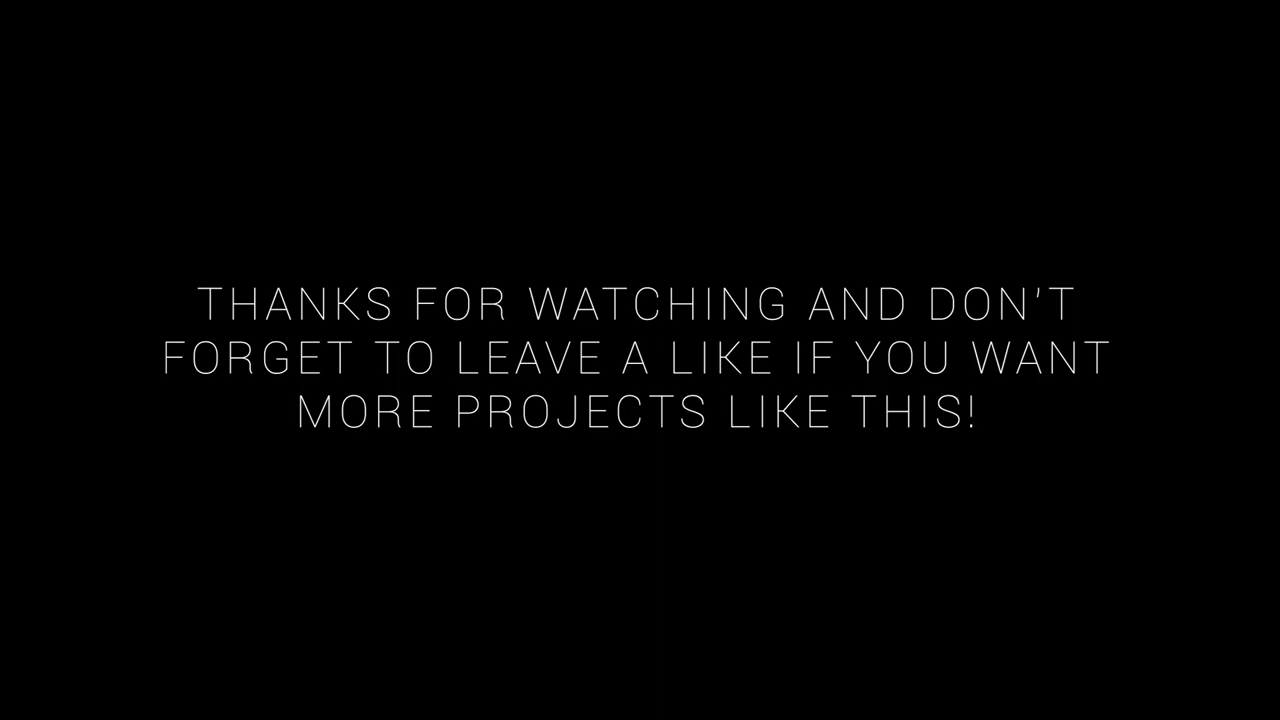 THANKS FOR WATCHING AND DON'T
FORGET TO LEAVE A LIKE IF YOU WANT
MORE PROJECTS LIKE THIS!